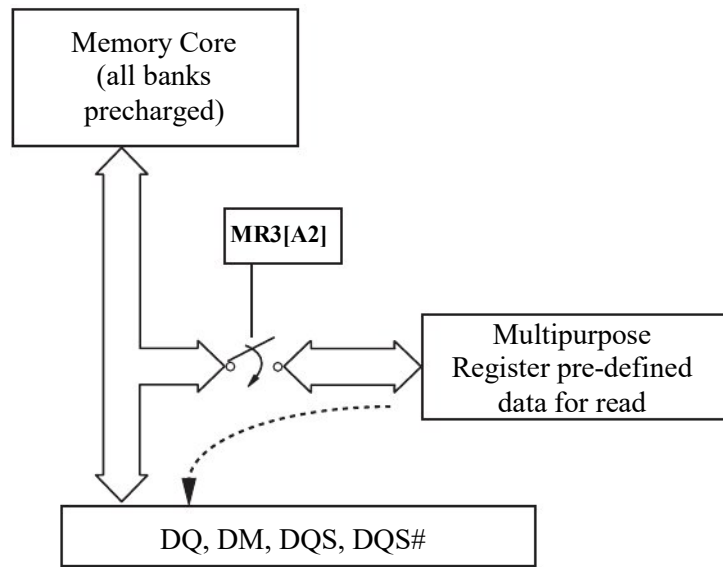 Memory Core
(all banks
precharged)
MR3[A2]
Multipurpose
Register pre-defined
data for read
DQ, DM, DQS, DQS#